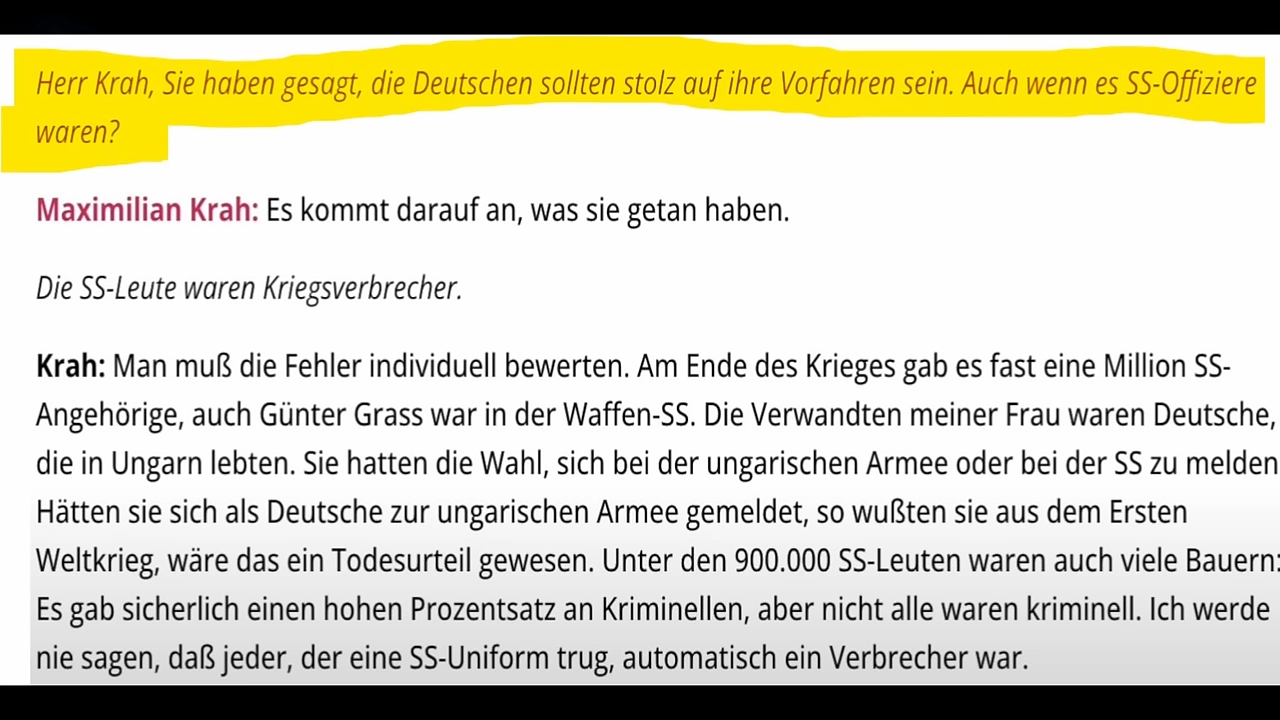 Herr Krah, Sie haben gesagt, die Deutschen sollten stolz auf ihre Vorfahren sein. Auch wenn es SS-Offiziere
waren?
Maximilian Krah: Es kommt darauf an, was sie getan haben.
Die SS-Leute waren Kriegsverbrecher.
Krah: Man muß die Fehler individuell bewerten. Am Ende des Krieges gab es fast eine Million SS-
Angehörige, auch Günter Grass war in der Waffen-SS. Die Verwandten meiner Frau waren Deutsche,
die in Ungarn lebten. Sie hatten die Wahl, sich bei der ungarischen Armee oder bei der SS zu melden
Hätten sie sich als Deutsche zur ungarischen Armee gemeldet, so wußten sie aus dem Ersten
Weltkrieg, wäre das ein Todesurteil gewesen. Unter den 900.000 SS-Leuten waren auch viele Bauern:
Es gab sicherlich einen hohen Prozentsatz an Kriminellen, aber nicht alle waren kriminell. Ich werde
nie sagen, daß jeder, der eine SS-Uniform trug, automatisch ein Verbrecher war.